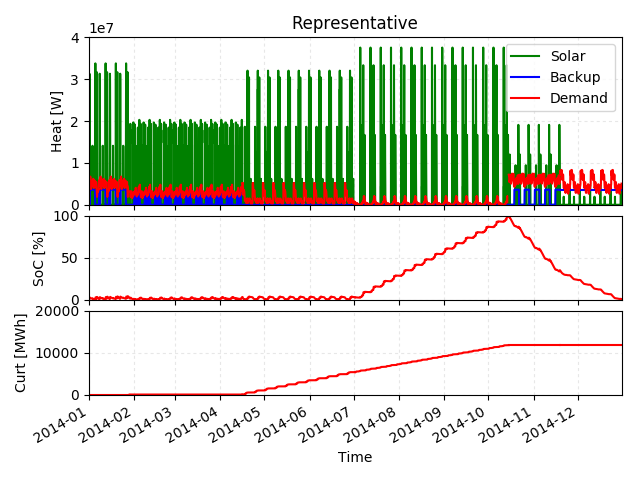 Representative
1e7
4
3
2
1
0
Heat [W]
Solar
Backup
Demand
100
50
0
SoC [%]
20000
10000
0
Curt [MWh]
2014-01
2014-02
2014-03
2014-04
2014-05
2014-06
2014-07
2014-08
2014-09
2014-10
2014-11
2014-12
Time